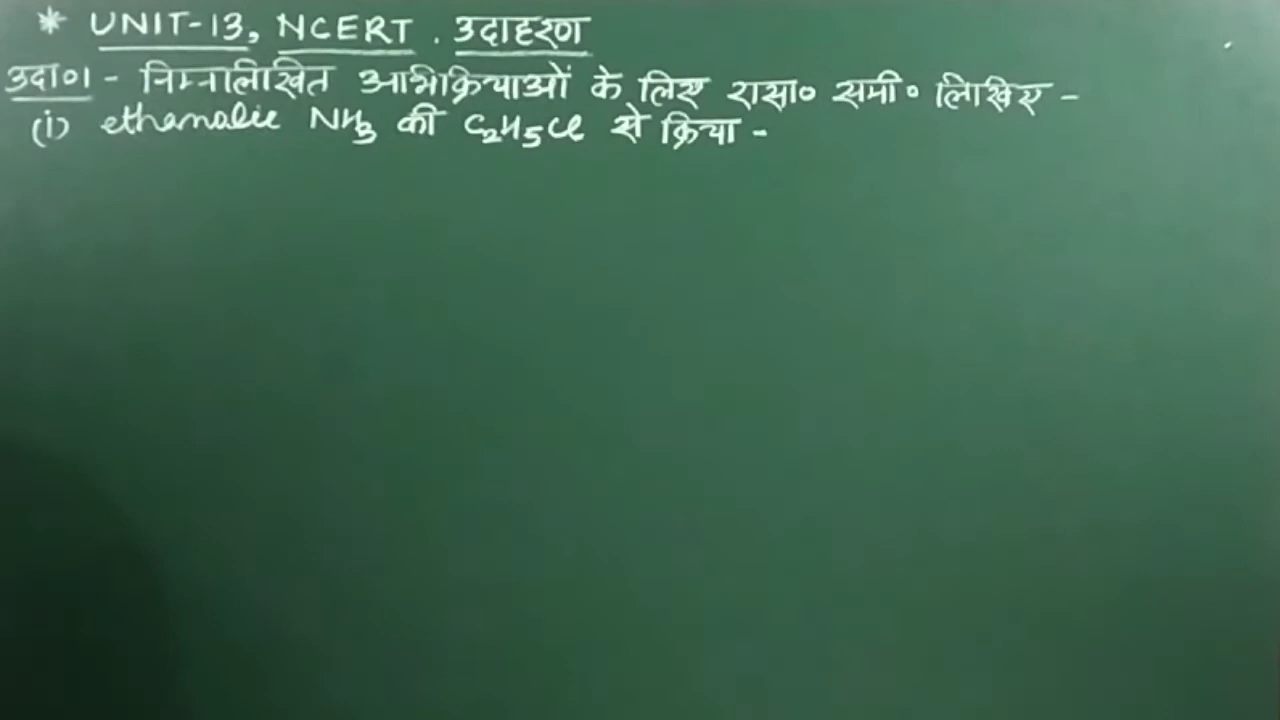 * UNIT-13, NCERT . उदाहरण
उदा०1 - निम्नलिखित अभिक्रियाओं के लिए रासा० समी० लिखिए -
(i) ethanolic NH₃ की C₂H₅Cl से क्रिया -